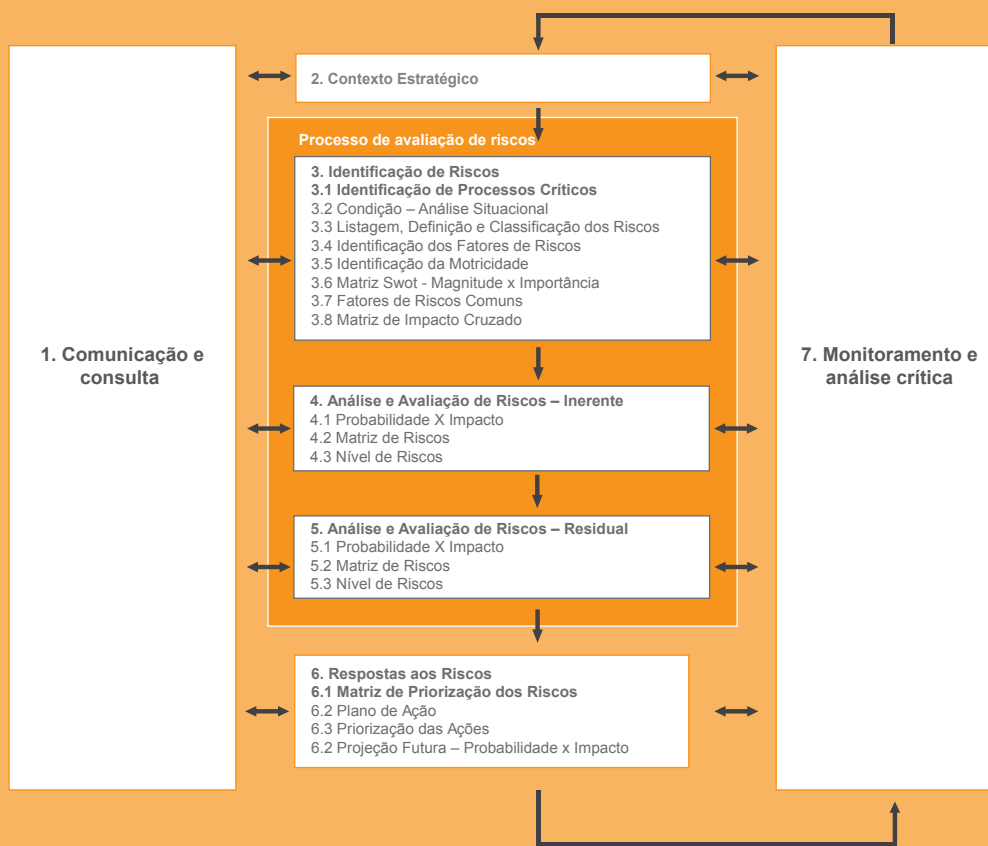 2. Contexto Estratégico
Processo de avaliação de riscos
3. Identificação de Riscos
3.1 Identificação de Processos Críticos
3.2 Condição – Análise Situacional
3.3 Listagem, Definição e Classificação dos Riscos
3.4 Identificação dos Fatores de Riscos
3.5 Identificação da Motricidade
3.6 Matriz Swot - Magnitude x Importância
3.7 Fatores de Riscos Comuns
3.8 Matriz de Impacto Cruzado
1. Comunicação e
consulta
7. Monitoramento e
análise crítica
4. Análise e Avaliação de Riscos – Inerente
4.1 Probabilidade X Impacto
4.2 Matriz de Riscos
4.3 Nível de Riscos
5. Análise e Avaliação de Riscos – Residual
5.1 Probabilidade X Impacto
5.2 Matriz de Riscos
5.3 Nível de Riscos
6. Respostas aos Riscos
6.1 Matriz de Priorização dos Riscos
6.2 Plano de Ação
6.3 Priorização das Ações
6.2 Projeção Futura – Probabilidade x Impacto